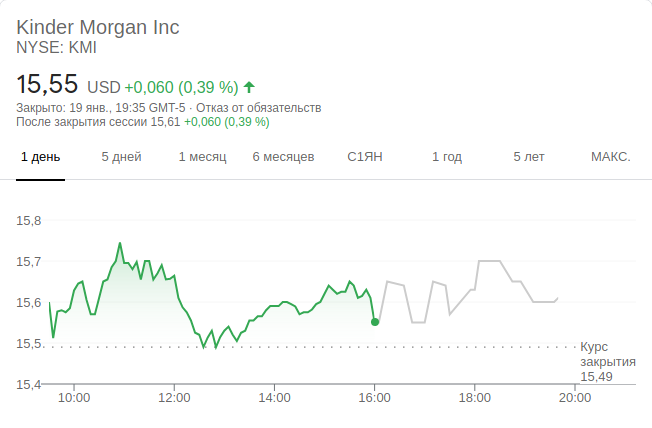 Kinder Morgan Inc
NYSE: KMI
15,55 USD +0,060 (0,39 %)
Закрыто: 19 янв., 19:35 GMT-5 · Отказ от обязательств
После закрытия сессии 15,61 +0,060 (0,39 %)
1 день 5 дней 1 месяц 6 месяцев С1ЯН 1 год 5 лет МАКС.
15,8
15,7
15,6
15,5
15,4
Курс
закрытия
15,49
10:00 12:00 14:00 16:00 18:00 20:00